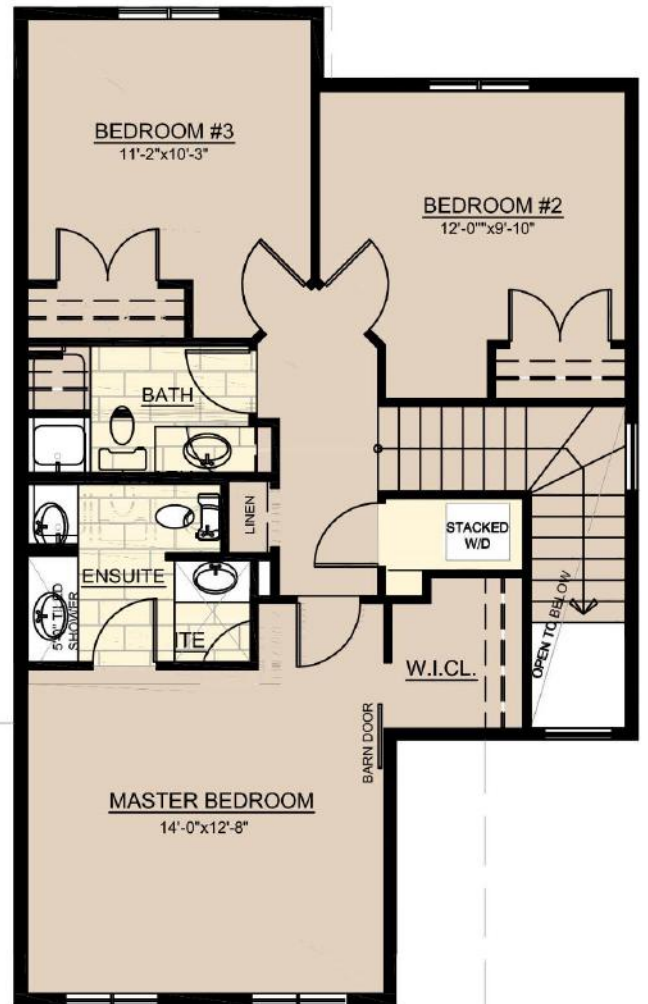 BEDROOM #3
11'-2"x10'-3"
BEDROOM #2
12'-0""x9'-10"
BATH
LINEN
STACKED
W/D
ENSUITE
SHOWER
ITE
OPEN TO BELOW
W.I.CL.
BARN DOOR
MASTER BEDROOM
14'-0"x12'-8"